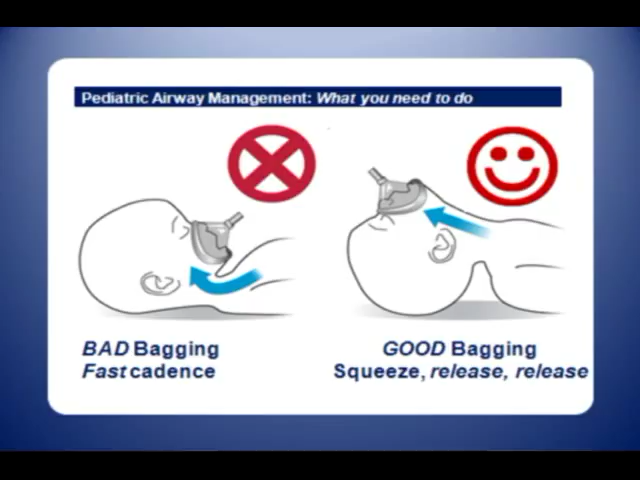 Pediatric Airway Management: What you need to do
BAD Bagging
Fast cadence
GOOD Bagging
Squeeze, release, release